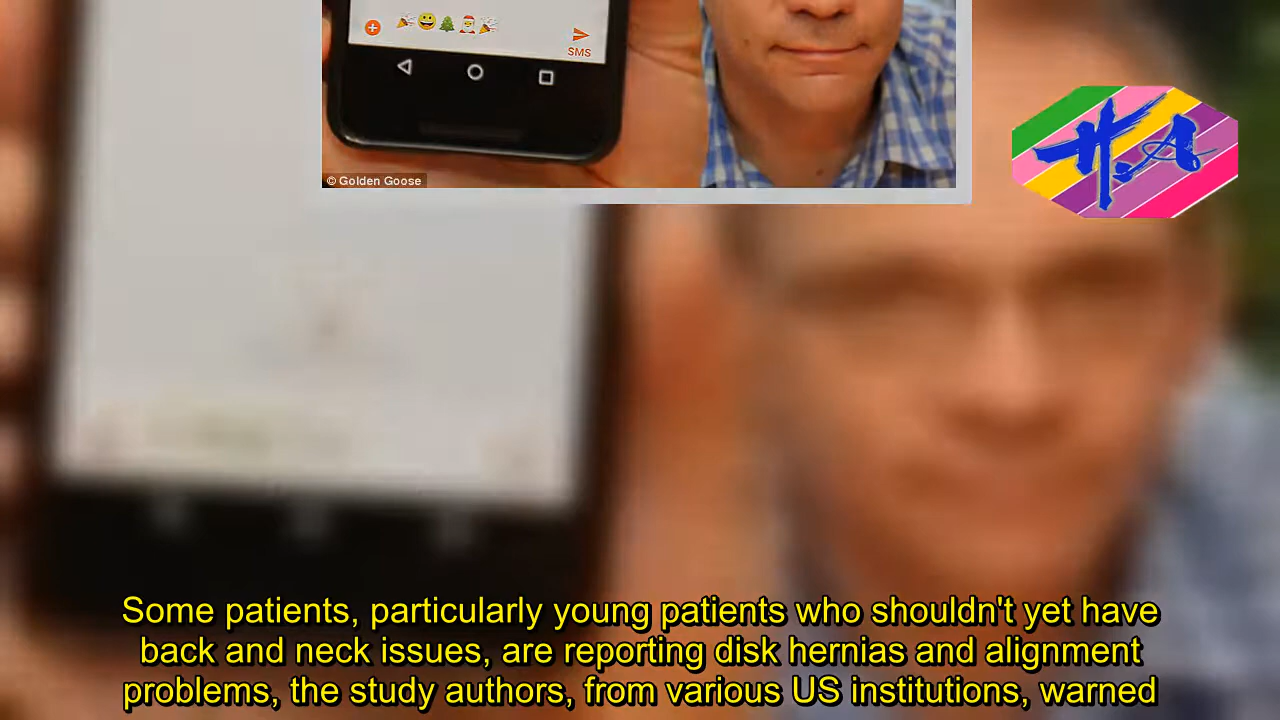 SMS
© Golden Goose
H.A
Some patients, particularly young patients who shouldn't yet have
back and neck issues, are reporting disk hernias and alignment
problems, the study authors, from various US institutions, warned